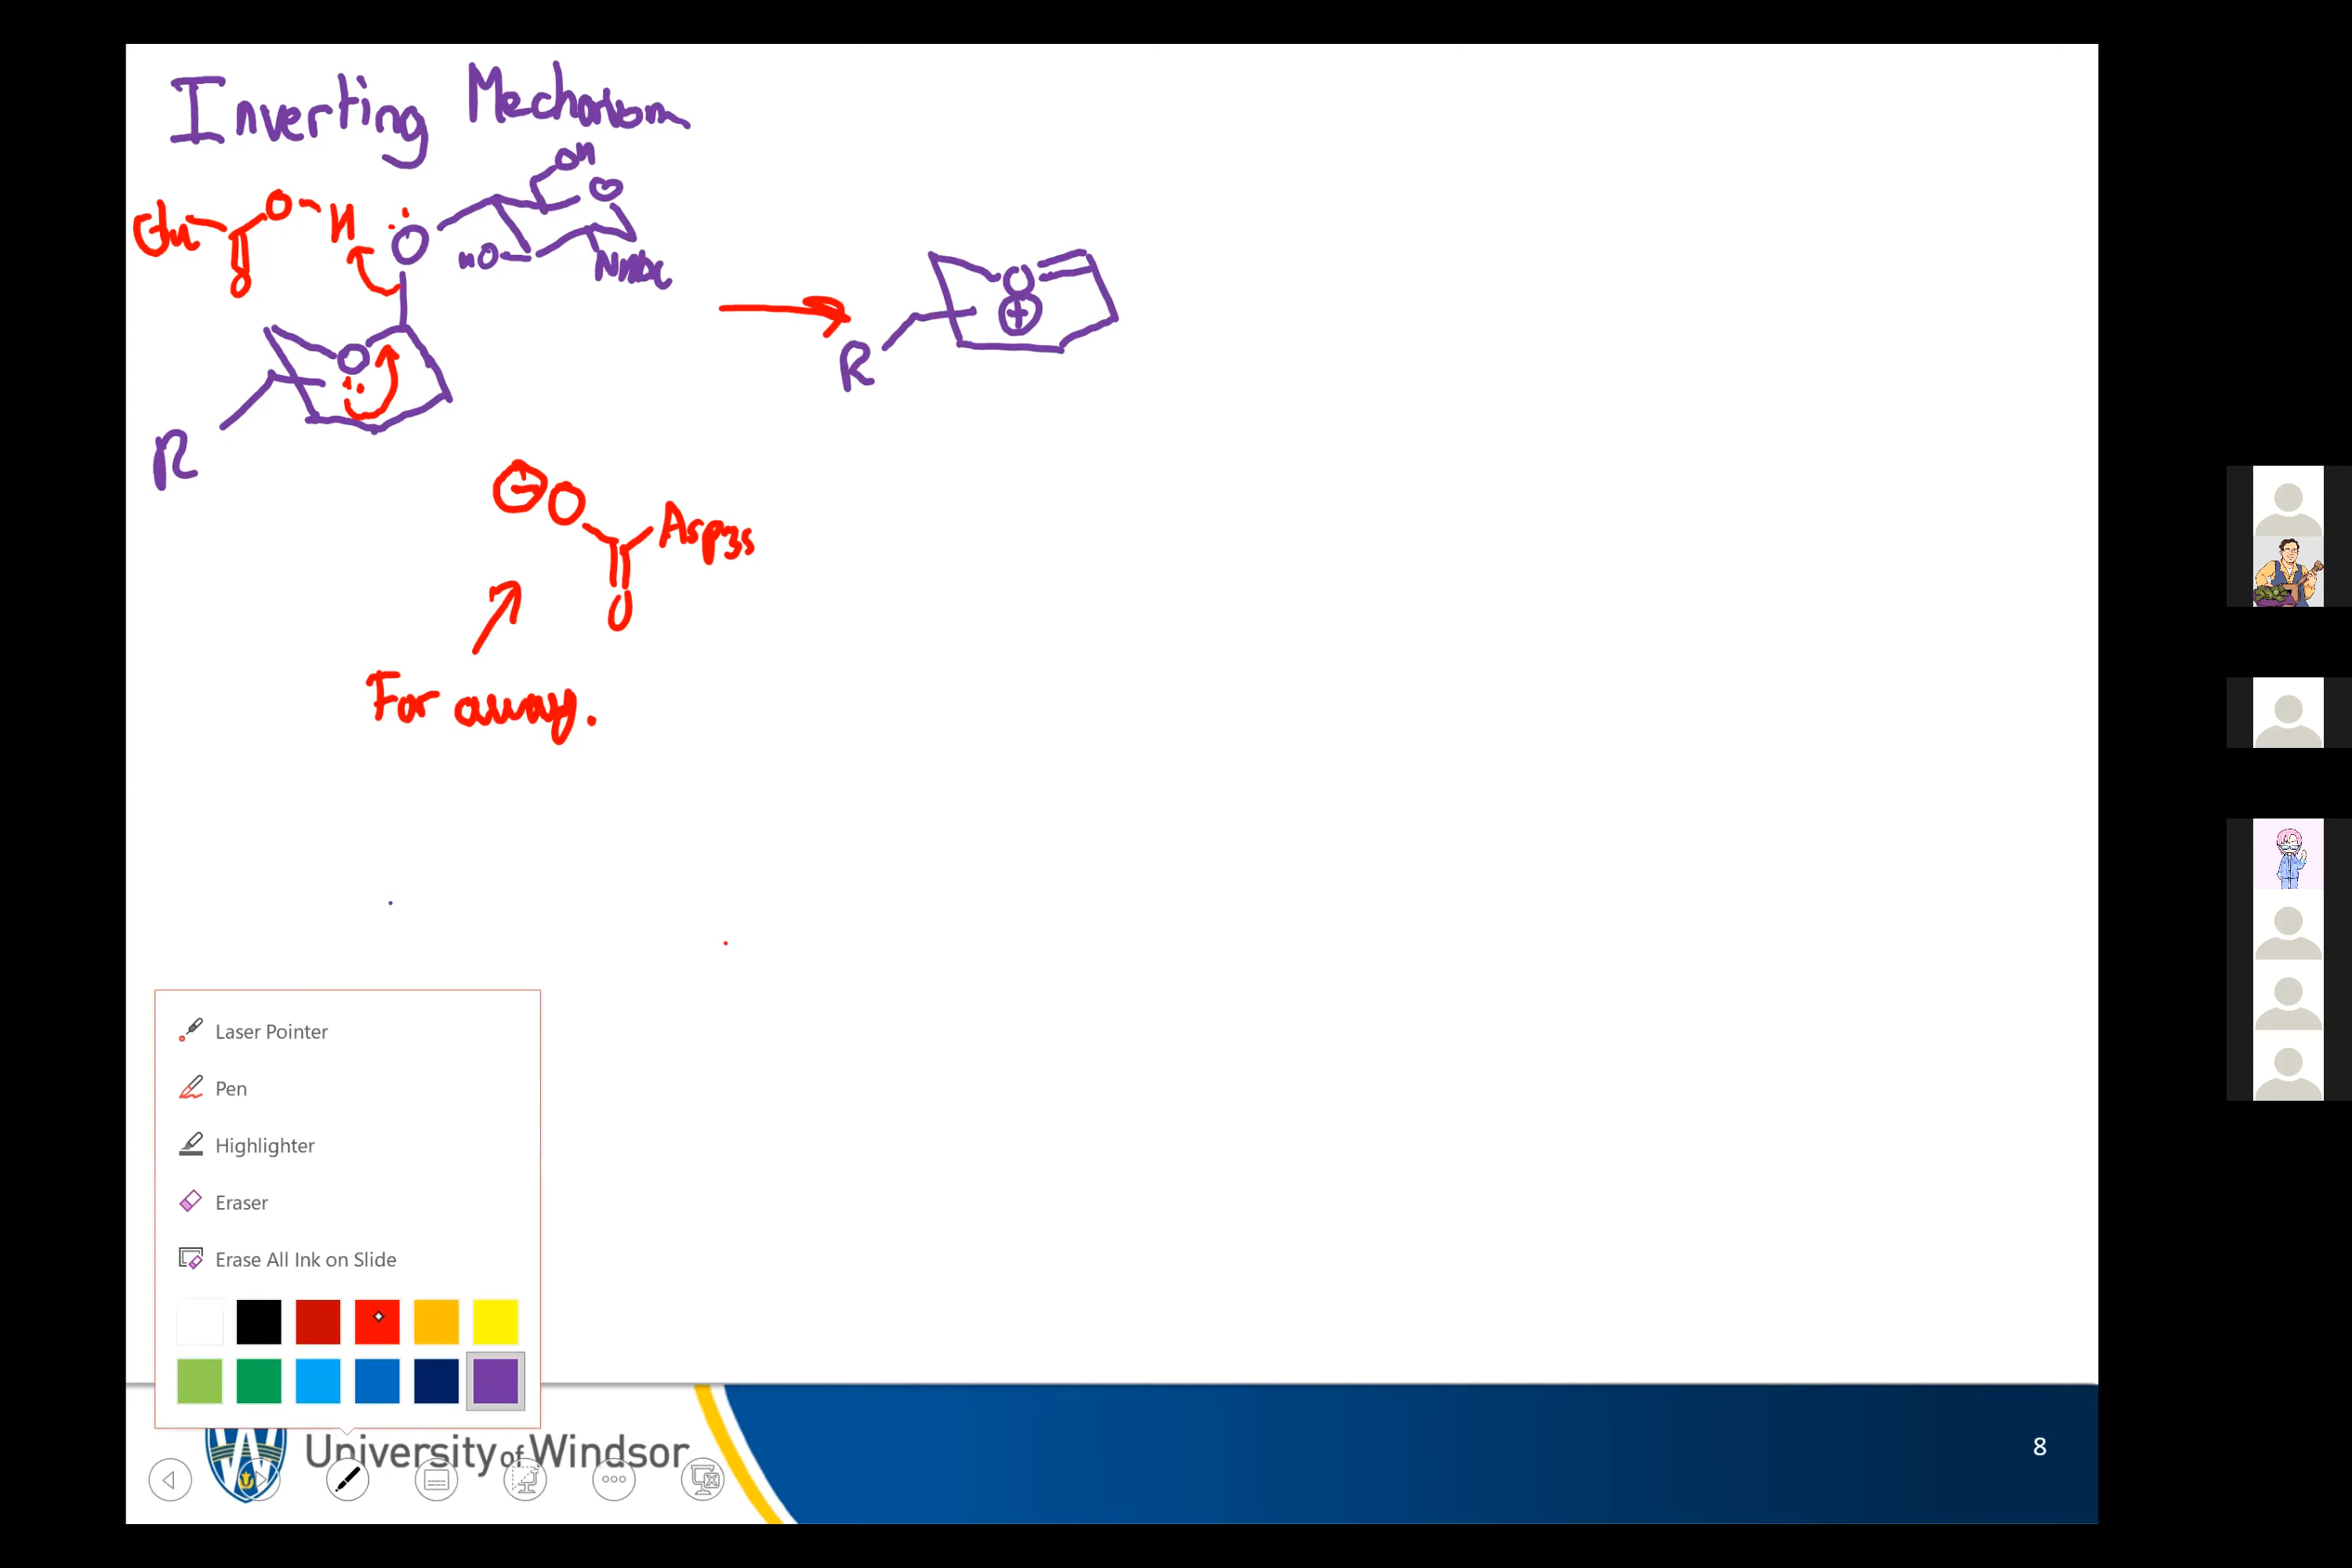 Inverting Mechanism
OH
O
Glu O H O
O HO NHAc
O
R
O
⊕
R
⊖ O Asp35
O
Far away.
Laser Pointer
Pen
Highlighter
Eraser
Erase All Ink on Slide
University of Windsor
8